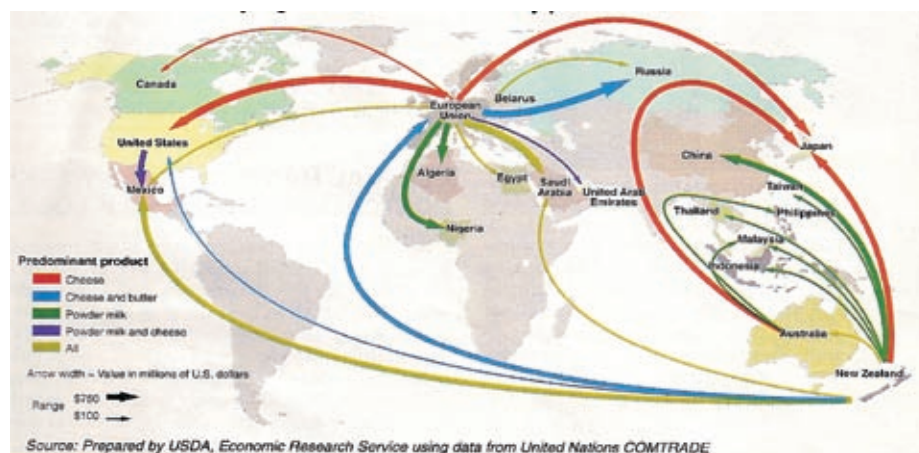 Canada
Russia
Belarus
European
Union
United States
Japan
China
Mexico
Algeria
Egypt
Saudi
Arabia
United Arab
Emirates
Taiwan
Thailand
Philippines
Nigeria
Malaysia
Indonesia
Predominant product
Cheese
Cheese and butter
Powder milk
Powder milk and cheese
All
Australia
New Zealand
Arrow width = Value in millions of U.S. dollars
Range
$750
$100
Source: Prepared by USDA, Economic Research Service using data from United Nations COMTRADE